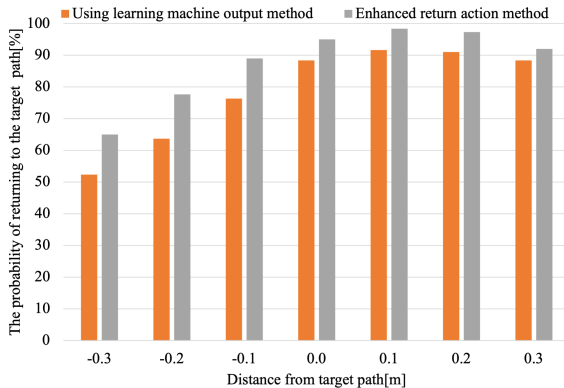 Using learning machine output method Enhanced return action method
The probability of returning to the target path[%]
100
90
80
70
60
50
40
30
20
10
0
-0.3 -0.2 -0.1 0.0 0.1 0.2 0.3
Distance from target path[m]